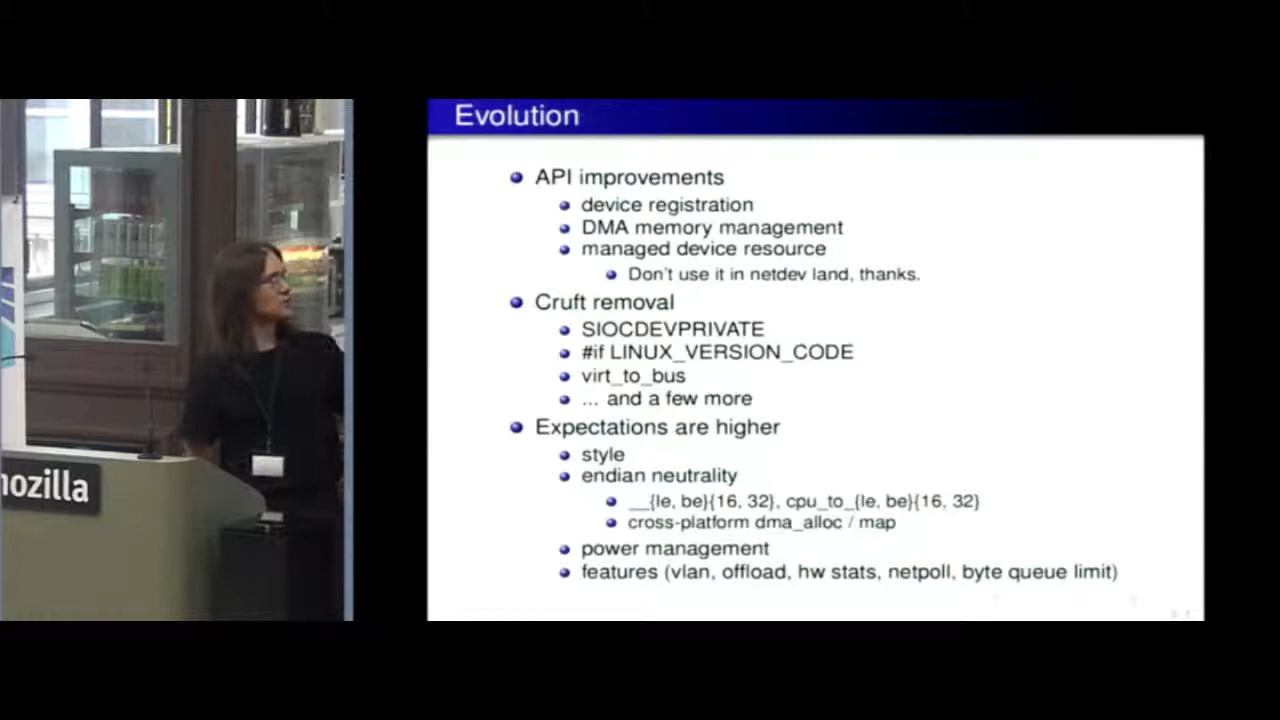 Evolution
API improvements
device registration
DMA memory management
managed device resource
Don't use it in netdev land, thanks.
Cruft removal
SIOCDEVPRIVATE
#if LINUX_VERSION_CODE
virt_to_bus
... and a few more
Expectations are higher
style
endian neutrality
__{le, be}{16, 32}, cpu_to_{le, be}{16, 32}
cross-platform dma_alloc / map
power management
features (vlan, offload, hw stats, netpoll, byte queue limit)
mozilla